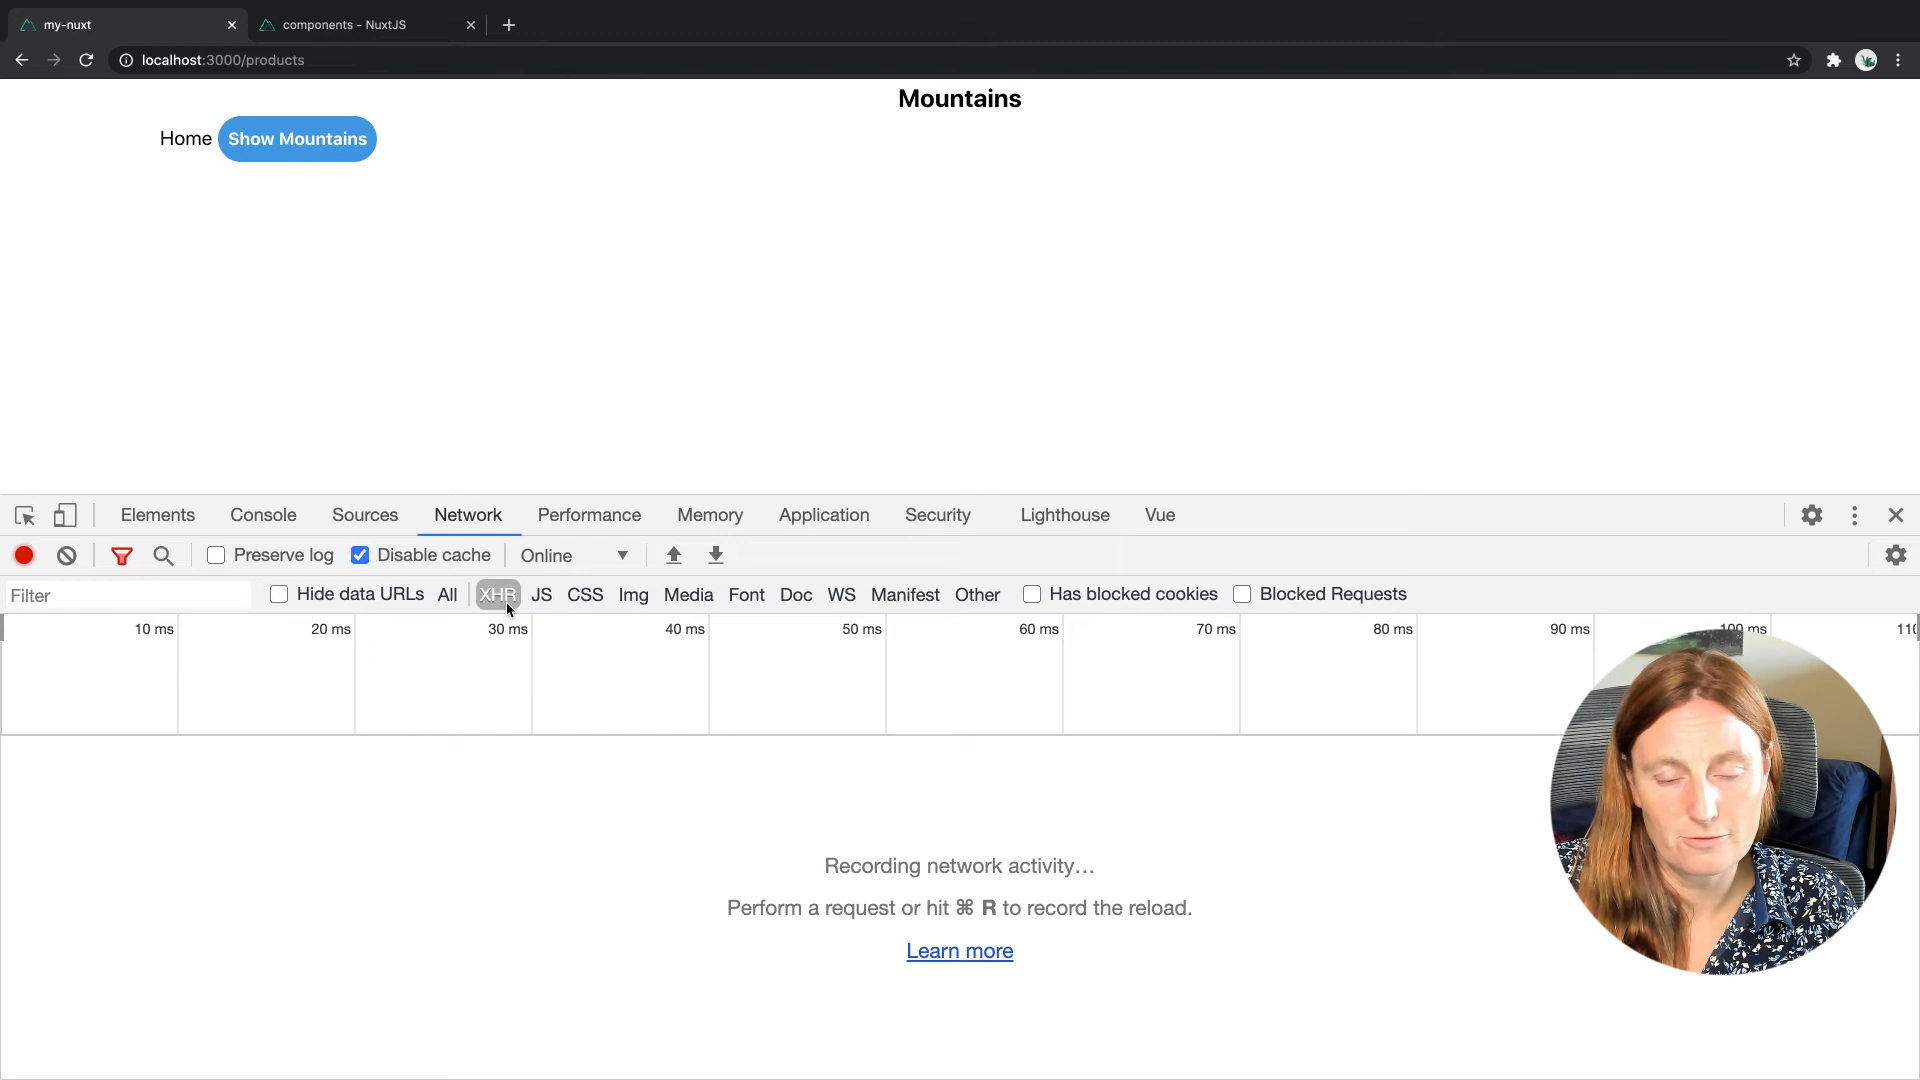 my-nuxt
components - NuxtJS
localhost:3000/products
Mountains
Home Show Mountains
Elements Console Sources Network Performance Memory Application Security Lighthouse Vue
Preserve log Disable cache Online
Filter Hide data URLs All XHR JS CSS Img Media Font Doc WS Manifest Other Has blocked cookies Blocked Requests
10 ms 20 ms 30 ms 40 ms 50 ms 60 ms 70 ms 80 ms 90 ms 100 ms
Recording network activity…
Perform a request or hit ⌘ R to record the reload.
Learn more